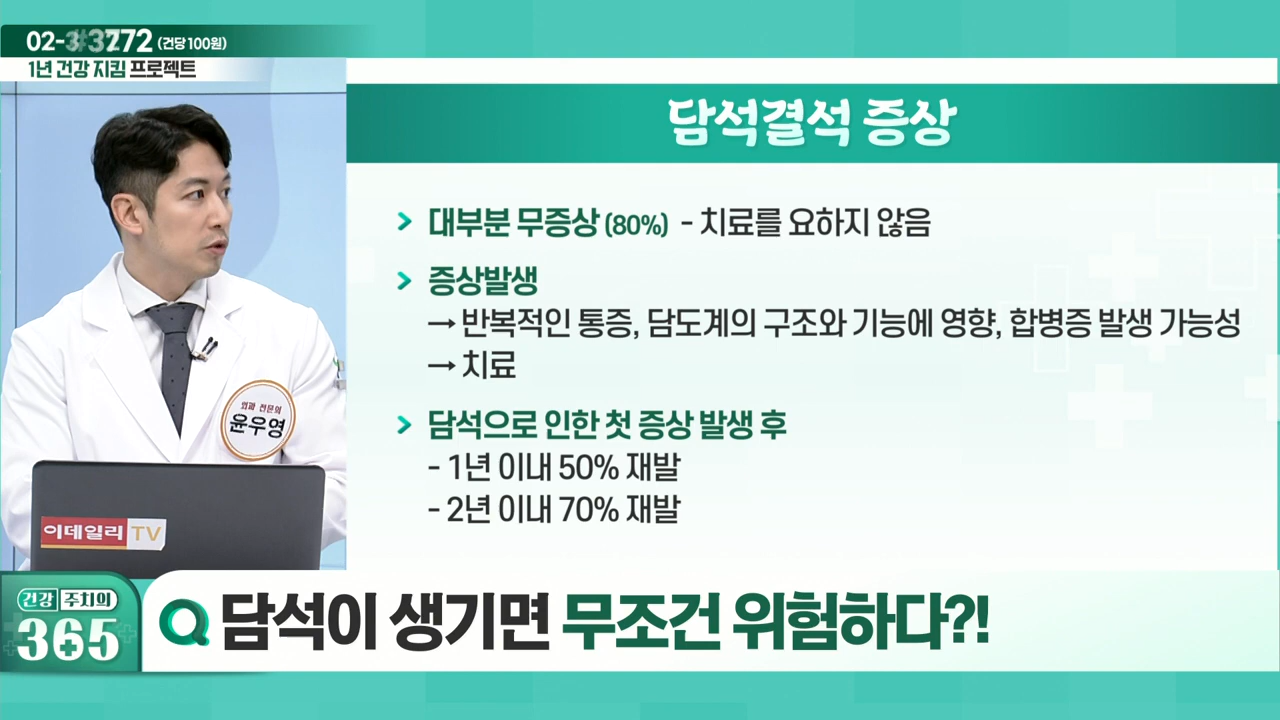 (건당 100원)
1년 건강 지킴 프로젝트
담석결석 증상
대부분 무증상 (80%) - 치료를 요하지 않음
증상발생
→ 반복적인 통증, 담도계의 구조와 기능에 영향, 합병증 발생 가능성
→ 치료
담석으로 인한 첫 증상 발생 후
- 1년 이내 50% 재발
- 2년 이내 70% 재발
외과 전문의
윤우영
이데일리 TV
건강 주치의
365
Q 담석이 생기면 무조건 위험하다?!